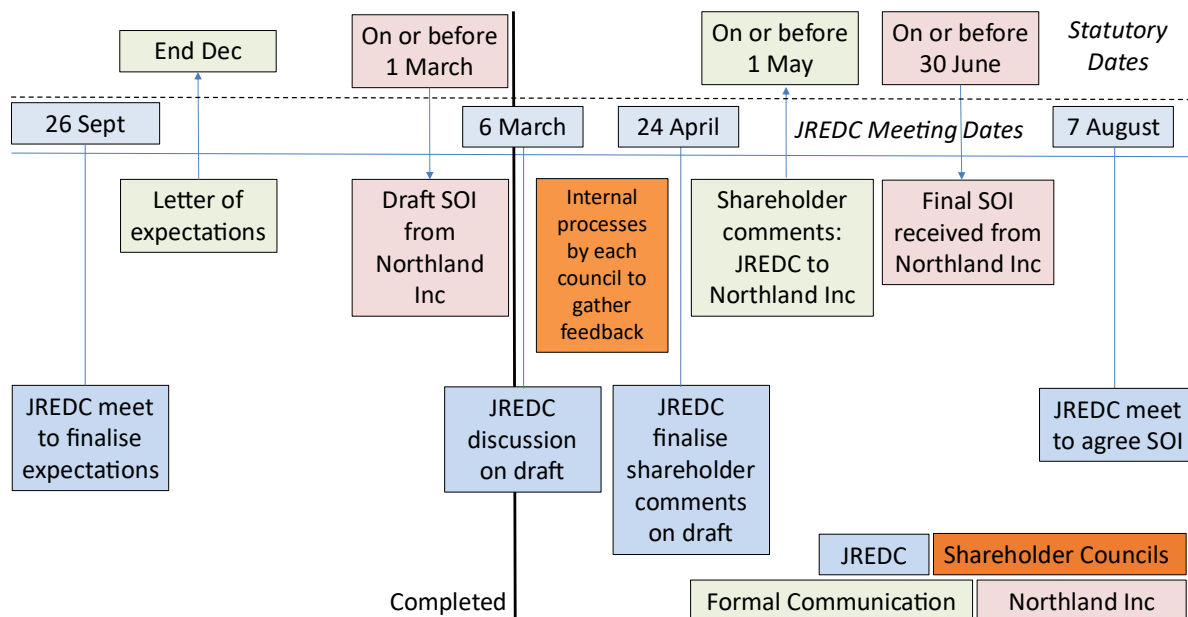 End Dec
On or before
1 March
On or before
1 May
On or before
30 June
Statutory
Dates
26 Sept
6 March
24 April
JREDC Meeting Dates
7 August
Letter of
expectations
Draft SOI
from
Northland
Inc
Internal
processes
by each
council to
gather
feedback
Shareholder
comments:
JREDC to
Northland Inc
Final SOI
received from
Northland Inc
JREDC meet
to finalise
expectations
JREDC
discussion
on draft
JREDC
finalise
shareholder
comments
on draft
JREDC meet
to agree SOI
JREDC
Shareholder Councils
Completed
Formal Communication
Northland Inc